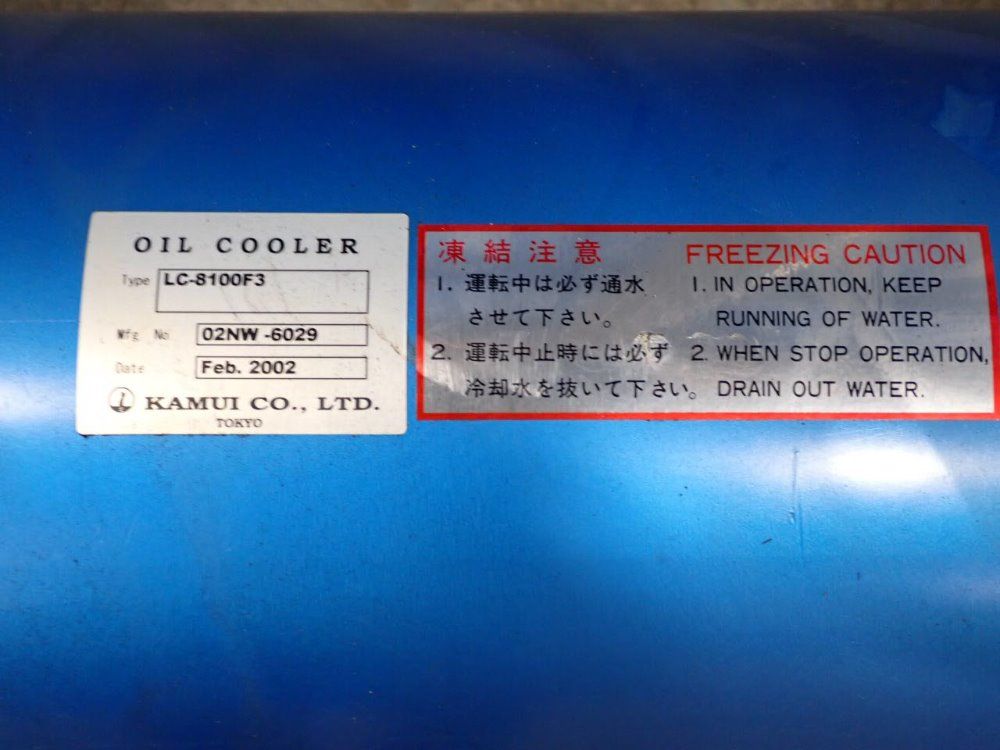 OIL COOLER
Type LC-8100F3
Mfg No 02NW -6029
Date Feb. 2002
KAMUI CO., LTD.
TOKYO
凍結注意
1. 運転中は必ず通水
させて下さい。
2. 運転中止時には必ず
冷却水を抜いて下さい。
FREEZING CAUTION
1. IN OPERATION, KEEP
RUNNING OF WATER.
2. WHEN STOP OPERATION,
DRAIN OUT WATER.